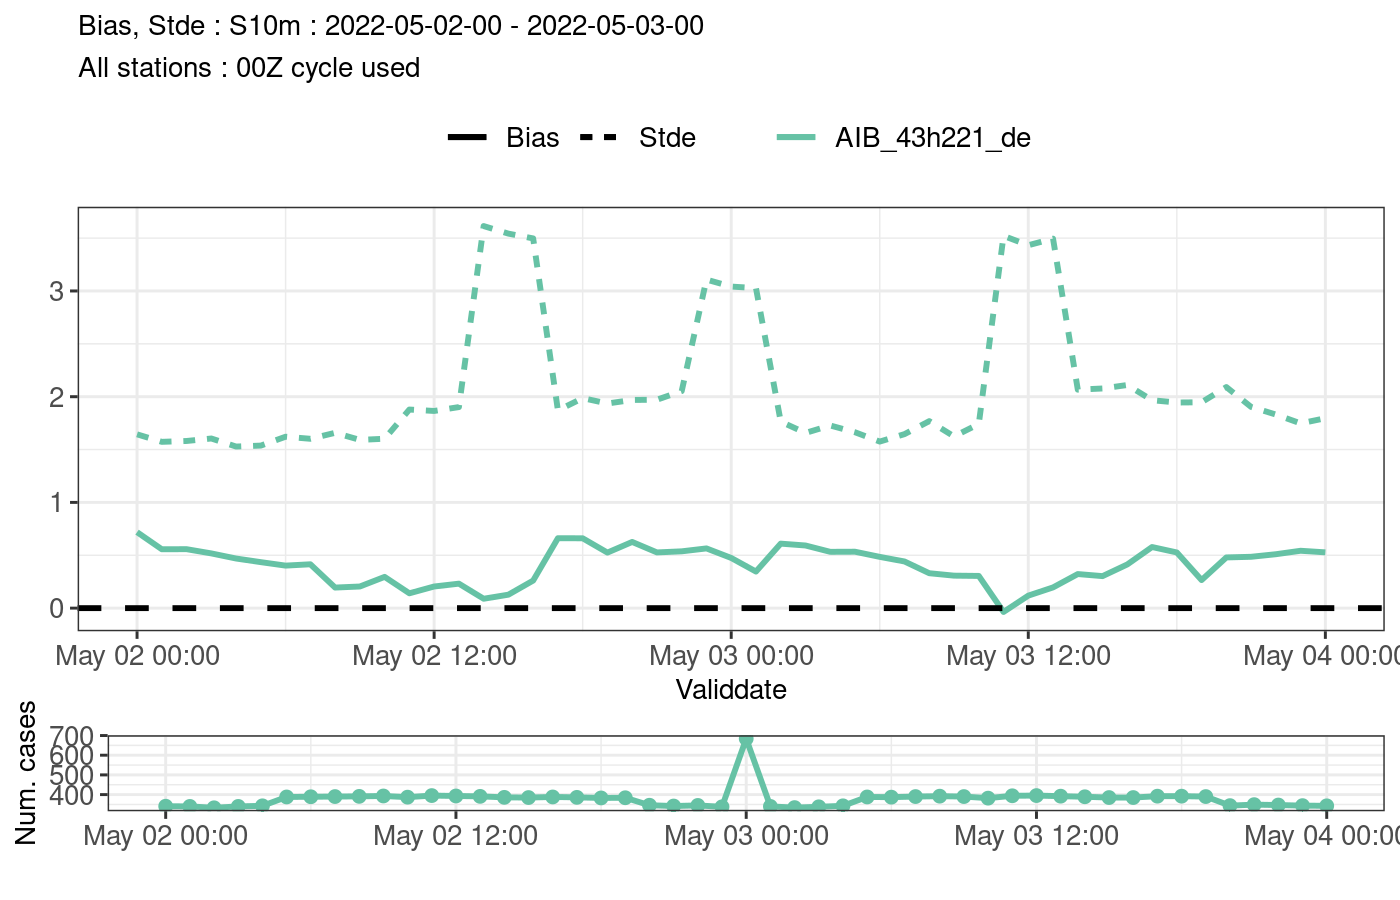 Bias, Stde : S10m : 2022-05-02-00 - 2022-05-03-00
All stations : 00Z cycle used
Bias Stde AIB_43h221_de
3
2
1
0
May 02 00:00 May 02 12:00 May 03 00:00 May 03 12:00 May 04 00:00
Validdate
Num. cases
700
600
500
400
May 02 00:00 May 02 12:00 May 03 00:00 May 03 12:00 May 04 00:00